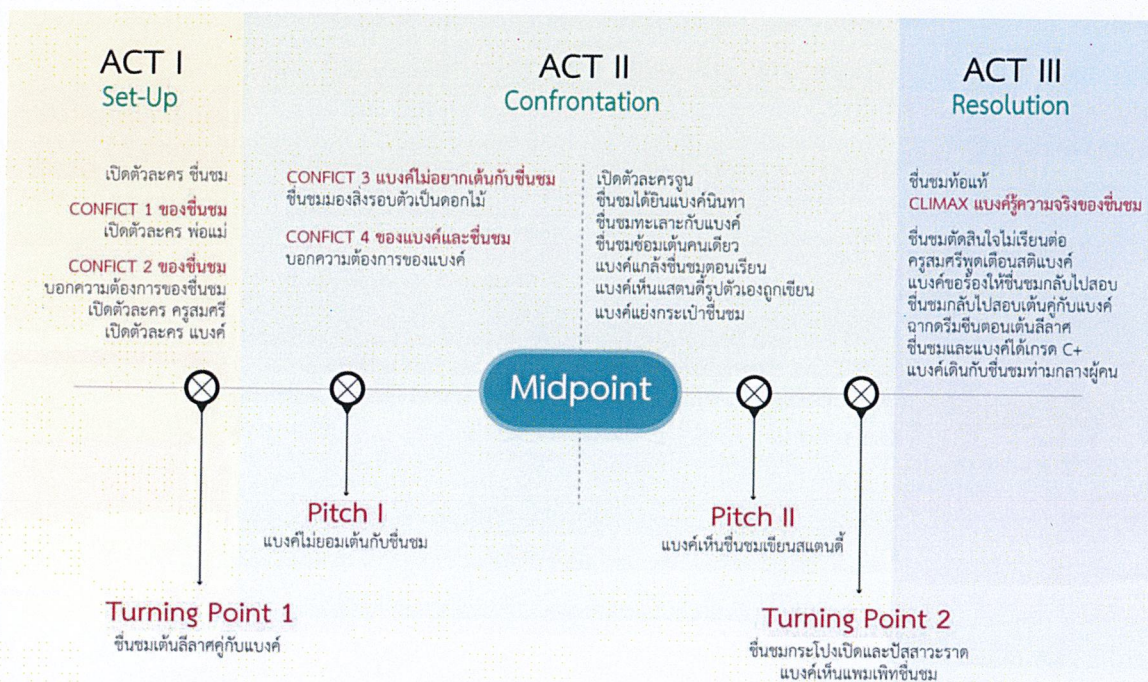 ACT I
Set-Up
เปิดตัวละคร ชื่นชม
CONFICT 1 ของชื่นชม
เปิดตัวละคร พ่อแม่
CONFICT 2 ของชื่นชม
บอกความต้องการของชื่นชม
เปิดตัวละคร ครูสมศรี
เปิดตัวละคร แบงค์
ACT II
Confrontation
CONFICT 3 แบงค์ไม่อยากเต้นกับชื่นชม
ชื่นชมมองสิ่งรอบตัวเป็นดอกไม้
CONFICT 4 ของแบงค์และชื่นชม
บอกความต้องการของแบงค์
เปิดตัวละครจูน
ชื่นชมได้ยินแบงค์นินทา
ชื่นชมทะเลาะกับแบงค์
ชื่นชมซ้อมเต้นคนเดียว
แบงค์แกล้งชื่นชมตอนเรียน
แบงค์เห็นแสตนดี้รูปตัวเองถูกเขียน
แบงค์แย่งกระเป๋าชื่นชม
ACT III
Resolution
ชื่นชมท้อแท้
CLIMAX แบงค์รู้ความจริงของชื่นชม
ชื่นชมตัดสินใจไม่เรียนต่อ
ครูสมศรีพูดเตือนสติแบงค์
แบงค์ขอร้องให้ชื่นชมกลับไปสอบ
ชื่นชมกลับไปสอบเต้นคู่กับแบงค์
ฉากดรีมซีนตอนเต้นลีลาศ
ชื่นชมและแบงค์ได้เกรด C+
แบงค์เดินกับชื่นชมท่ามกลางผู้คน
Midpoint
Pitch I
แบงค์ไม่ยอมเต้นกับชื่นชม
Pitch II
แบงค์เห็นชื่นชมเขียนสแตนดี้
Turning Point 1
ชื่นชมเต้นลีลาศคู่กับแบงค์
Turning Point 2
ชื่นชมกระโปงเปิดและปัสสาวะราด
แบงค์เห็นแพมเพิทชื่นชม